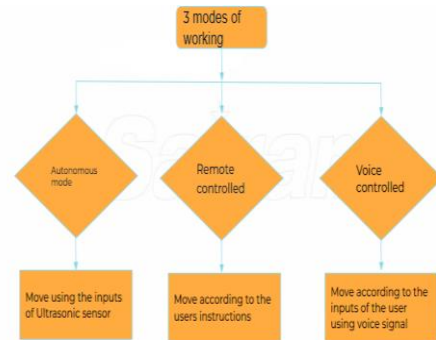 3 modes of
working
Autonomous
mode
Remote
controlled
Voice
controlled
Move using the inputs
of Ultrasonic sensor
Move according to the
users instructions
Move according to the
inputs of the user
using voice signal